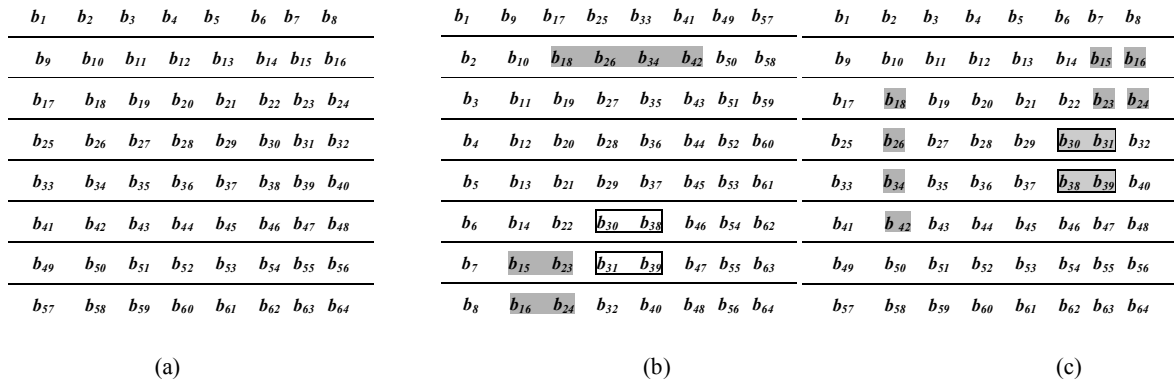 b1 b2 b3 b4 b5 b6 b7 b8
b9 b10 b11 b12 b13 b14 b15 b16
b17 b18 b19 b20 b21 b22 b23 b24
b25 b26 b27 b28 b29 b30 b31 b32
b33 b34 b35 b36 b37 b38 b39 b40
b41 b42 b43 b44 b45 b46 b47 b48
b49 b50 b51 b52 b53 b54 b55 b56
b57 b58 b59 b60 b61 b62 b63 b64
(a)
b1 b9 b17 b25 b33 b41 b49 b57
b2 b10 b18 b26 b34 b42 b50 b58
b3 b11 b19 b27 b35 b43 b51 b59
b4 b12 b20 b28 b36 b44 b52 b60
b5 b13 b21 b29 b37 b45 b53 b61
b6 b14 b22 b30 b38 b46 b54 b62
b7 b15 b23 b31 b39 b47 b55 b63
b8 b16 b24 b32 b40 b48 b56 b64
(b)
b1 b2 b3 b4 b5 b6 b7 b8
b9 b10 b11 b12 b13 b14 b15 b16
b17 b18 b19 b20 b21 b22 b23 b24
b25 b26 b27 b28 b29 b30 b31 b32
b33 b34 b35 b36 b37 b38 b39 b40
b41 b42 b43 b44 b45 b46 b47 b48
b49 b50 b51 b52 b53 b54 b55 b56
b57 b58 b59 b60 b61 b62 b63 b64
(c)